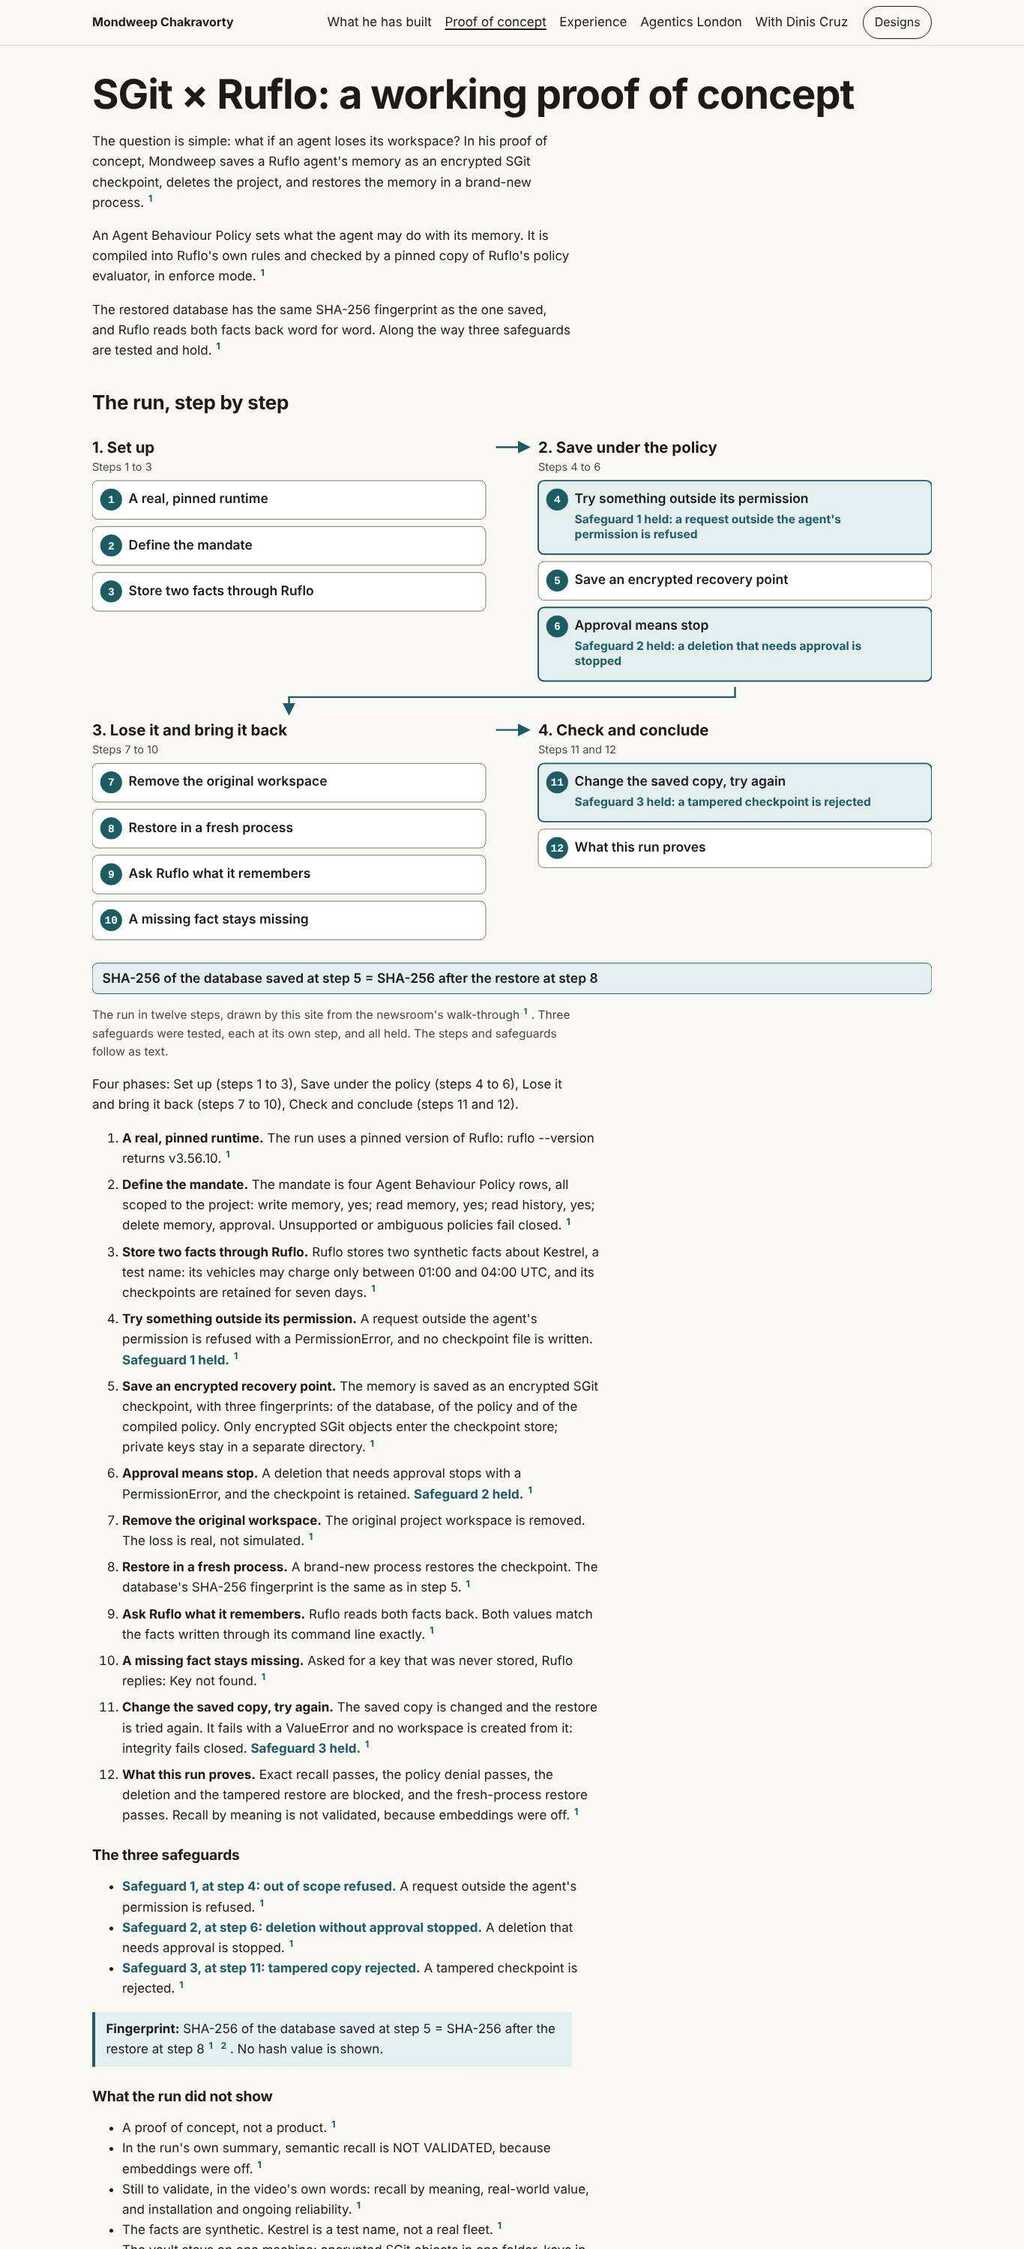 Mondweep Chakravorty
What he has built
Proof of concept
Experience
Agentics London
With Dinis Cruz
Designs
SGit × Ruflo: a working proof of concept
The question is simple: what if an agent loses its workspace? In his proof of
concept, Mondweep saves a Ruflo agent's memory as an encrypted SGit
checkpoint, deletes the project, and restores the memory in a brand-new
process. 1
An Agent Behaviour Policy sets what the agent may do with its memory. It is
compiled into Ruflo's own rules and checked by a pinned copy of Ruflo's policy
evaluator, in enforce mode. 1
The restored database has the same SHA-256 fingerprint as the one saved,
and Ruflo reads both facts back word for word. Along the way three safeguards
are tested and hold. 1
The run, step by step
1. Set up
Steps 1 to 3
1 A real, pinned runtime
2 Define the mandate
3 Store two facts through Ruflo
2. Save under the policy
Steps 4 to 6
4 Try something outside its permission
Safeguard 1 held: a request outside the agent's
permission is refused
5 Save an encrypted recovery point
6 Approval means stop
Safeguard 2 held: a deletion that needs approval is
stopped
3. Lose it and bring it back
Steps 7 to 10
7 Remove the original workspace
8 Restore in a fresh process
9 Ask Ruflo what it remembers
10 A missing fact stays missing
4. Check and conclude
Steps 11 and 12
11 Change the saved copy, try again
Safeguard 3 held: a tampered checkpoint is rejected
12 What this run proves
SHA-256 of the database saved at step 5 = SHA-256 after the restore at step 8
The run in twelve steps, drawn by this site from the newsroom's walk-through 1 . Three
safeguards were tested, each at its own step, and all held. The steps and safeguards
follow as text.
Four phases: Set up (steps 1 to 3), Save under the policy (steps 4 to 6), Lose it
and bring it back (steps 7 to 10), Check and conclude (steps 11 and 12).
1. A real, pinned runtime. The run uses a pinned version of Ruflo: ruflo --version
returns v3.56.10. 1
2. Define the mandate. The mandate is four Agent Behaviour Policy rows, all
scoped to the project: write memory, yes; read memory, yes; read history, yes;
delete memory, approval. Unsupported or ambiguous policies fail closed. 1
3. Store two facts through Ruflo. Ruflo stores two synthetic facts about Kestrel, a
test name: its vehicles may charge only between 01:00 and 04:00 UTC, and its
checkpoints are retained for seven days. 1
4. Try something outside its permission. A request outside the agent's
permission is refused with a PermissionError, and no checkpoint file is written.
Safeguard 1 held. 1
5. Save an encrypted recovery point. The memory is saved as an encrypted SGit
checkpoint, with three fingerprints: of the database, of the policy and of the
compiled policy. Only encrypted SGit objects enter the checkpoint store;
private keys stay in a separate directory. 1
6. Approval means stop. A deletion that needs approval stops with a
PermissionError, and the checkpoint is retained. Safeguard 2 held. 1
7. Remove the original workspace. The original project workspace is removed.
The loss is real, not simulated. 1
8. Restore in a fresh process. A brand-new process restores the checkpoint. The
database's SHA-256 fingerprint is the same as in step 5. 1
9. Ask Ruflo what it remembers. Ruflo reads both facts back. Both values match
the facts written through its command line exactly. 1
10. A missing fact stays missing. Asked for a key that was never stored, Ruflo
replies: Key not found. 1
11. Change the saved copy, try again. The saved copy is changed and the restore
is tried again. It fails with a ValueError and no workspace is created from it:
integrity fails closed. Safeguard 3 held. 1
12. What this run proves. Exact recall passes, the policy denial passes, the
deletion and the tampered restore are blocked, and the fresh-process restore
passes. Recall by meaning is not validated, because embeddings were off. 1
The three safeguards
• Safeguard 1, at step 4: out of scope refused. A request outside the agent's
permission is refused. 1
• Safeguard 2, at step 6: deletion without approval stopped. A deletion that
needs approval is stopped. 1
• Safeguard 3, at step 11: tampered copy rejected. A tampered checkpoint is
rejected. 1
Fingerprint: SHA-256 of the database saved at step 5 = SHA-256 after the
restore at step 8 1 2 . No hash value is shown.
What the run did not show
• A proof of concept, not a product. 1
• In the run's own summary, semantic recall is NOT VALIDATED, because
embeddings were off. 1
• Still to validate, in the video's own words: recall by meaning, real-world value,
and installation and ongoing reliability. 1
• The facts are synthetic. Kestrel is a test name, not a real fleet. 1